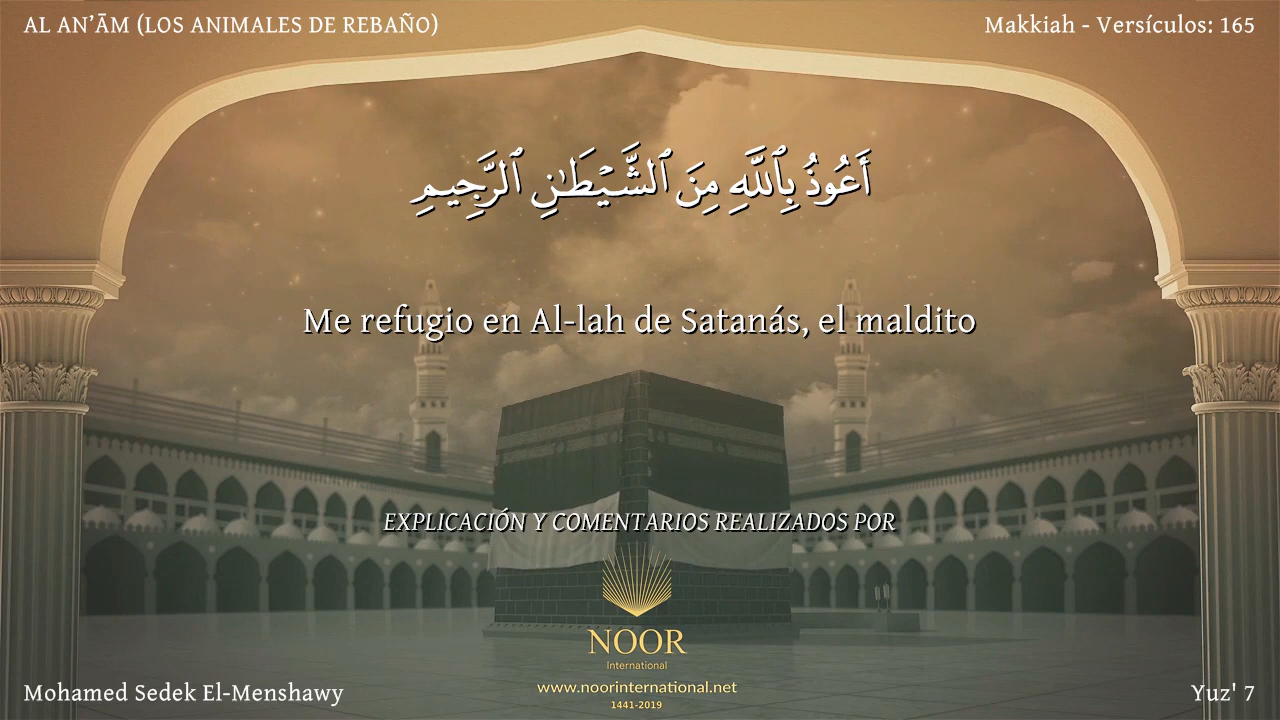 AL AN’ĀM (LOS ANIMALES DE REBAÑO)
Makkiah - Versículos: 165
أَعُوذُ بِٱللَّهِ مِنَ ٱلشَّيْطَٰنِ ٱلرَّجِيمِ
Me refugio en Al-lah de Satanás, el maldito
EXPLICACIÓN Y COMENTARIOS REALIZADOS POR
NOOR
International
www.noorinternational.net
1441-2019
Mohamed Sedek El-Menshawy
Yuz' 7